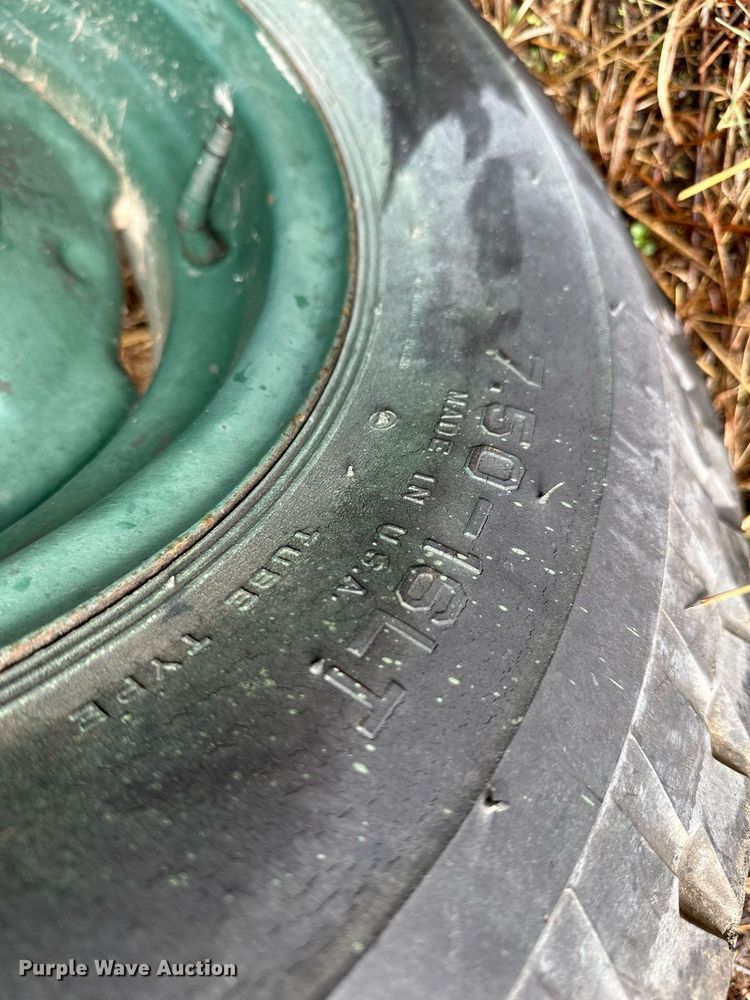 7.50-16LT
MADE IN U.S.A.
TUBE TYPE
Purple Wave Auction